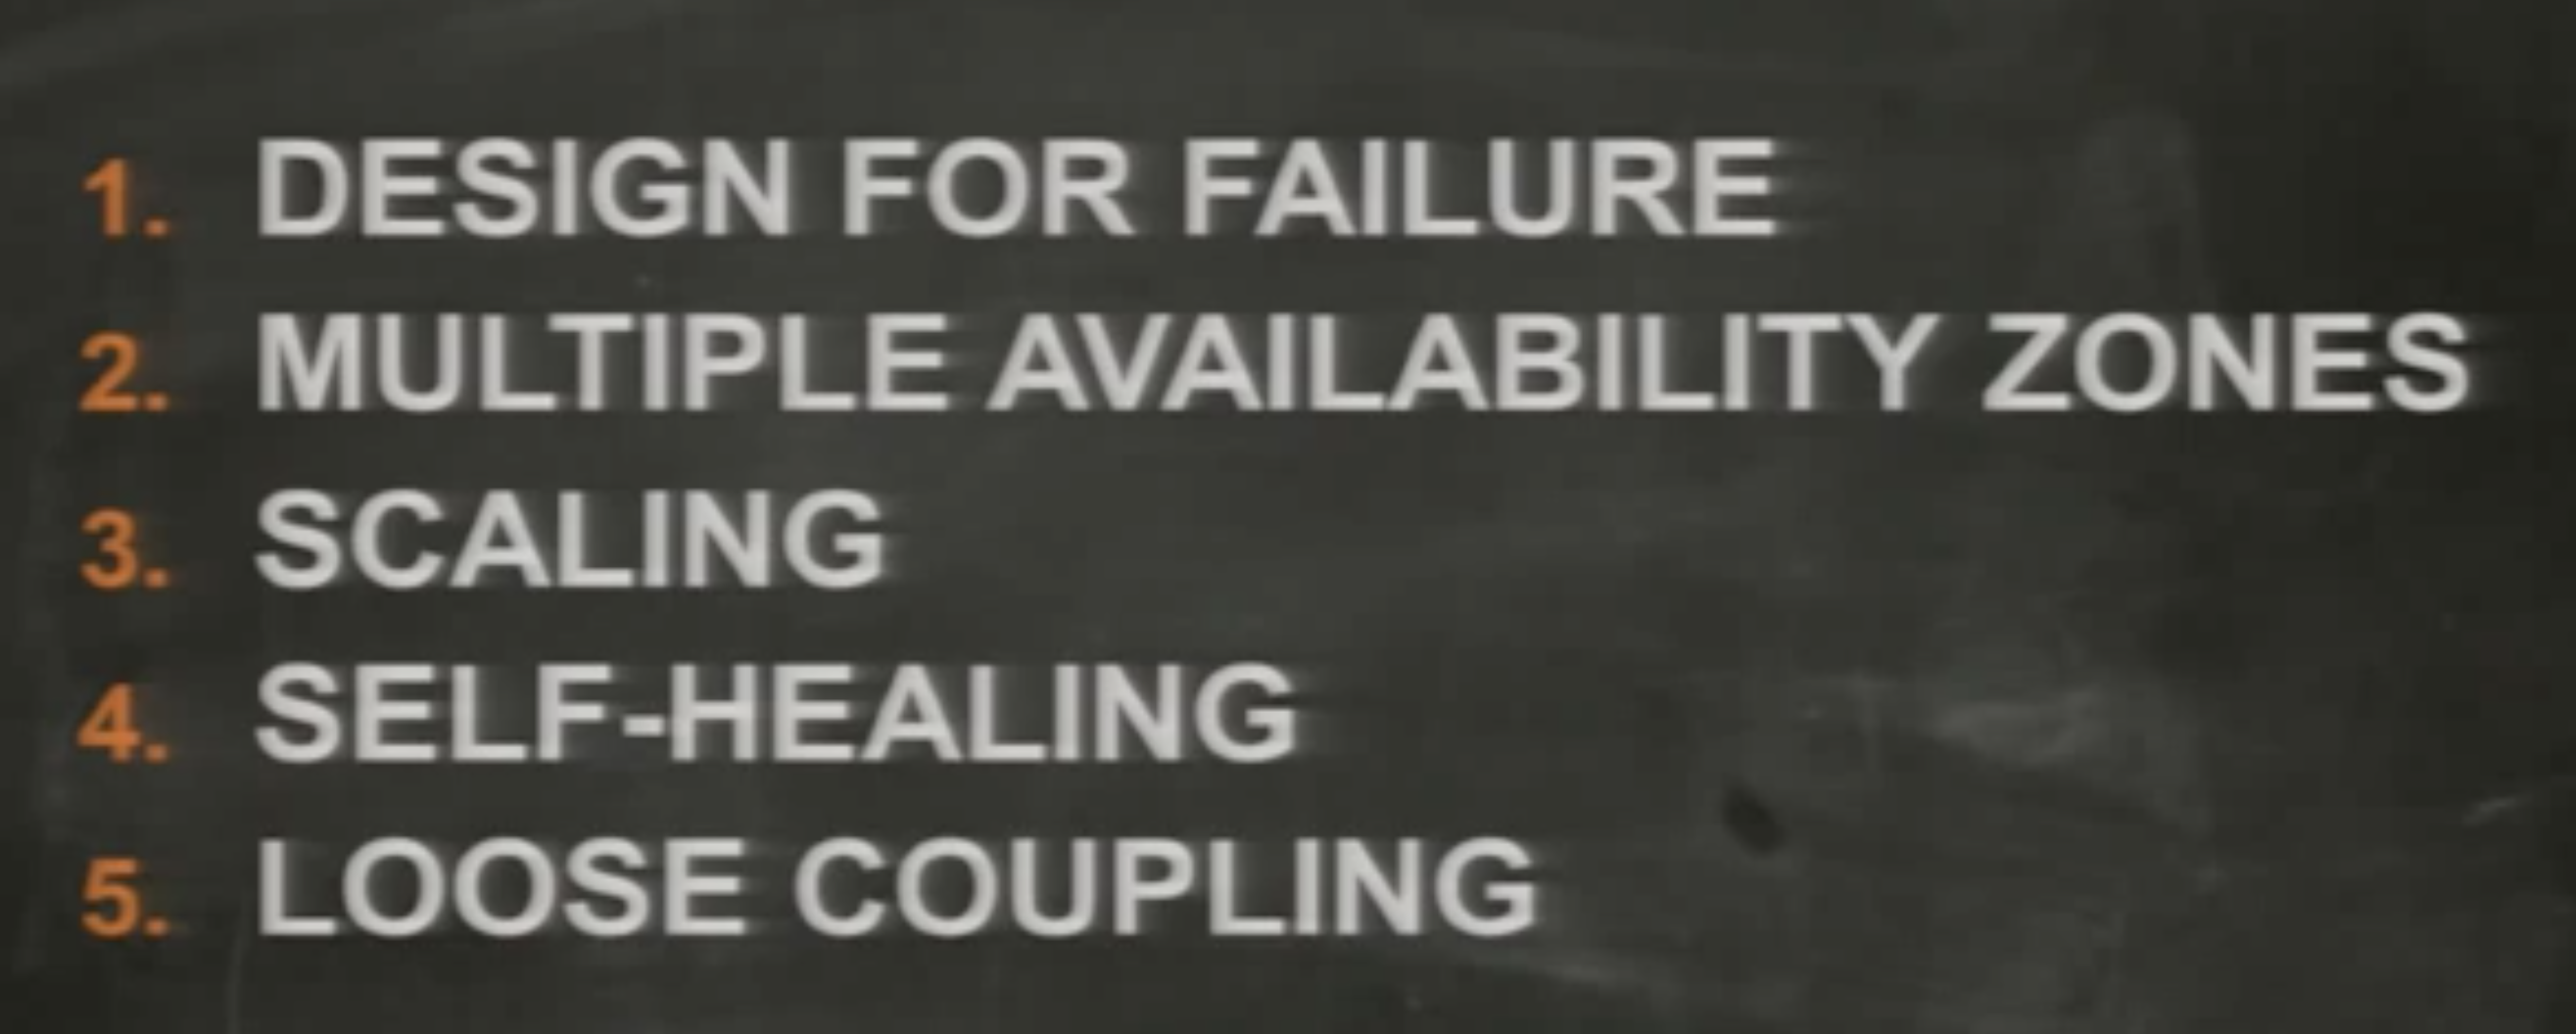 1. DESIGN FOR FAILURE
2. MULTIPLE AVAILABILITY ZONES
3. SCALING
4. SELF-HEALING
5. LOOSE COUPLING